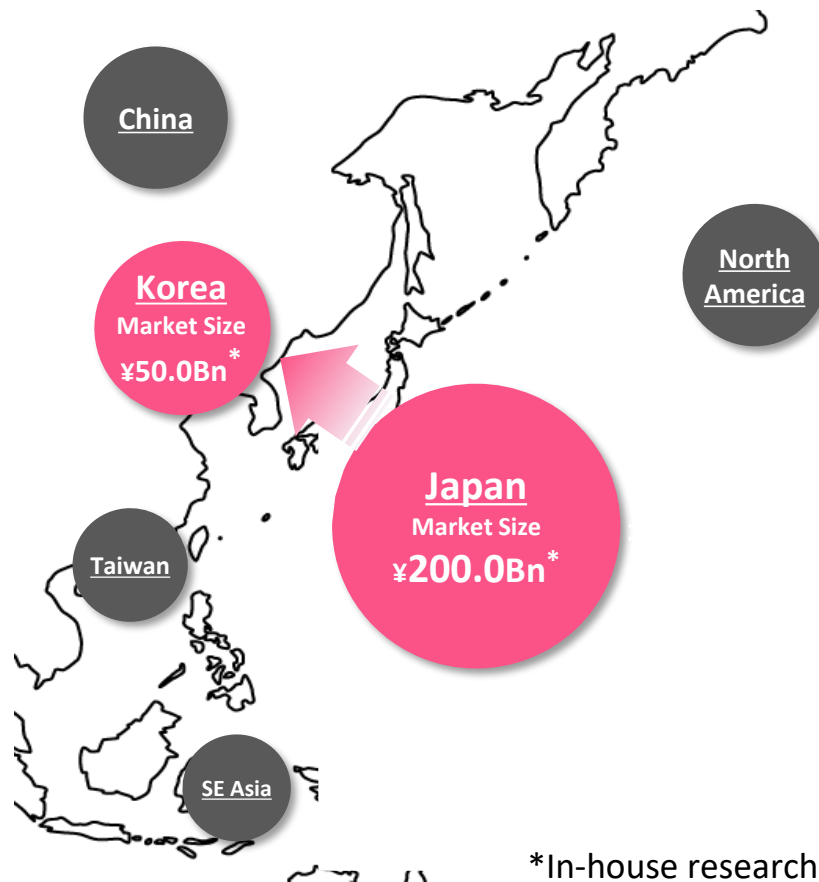 China
North
America
Korea
Market Size
¥50.0Bn*
Japan
Market Size
¥200.0Bn*
Taiwan
SE Asia
*In-house research